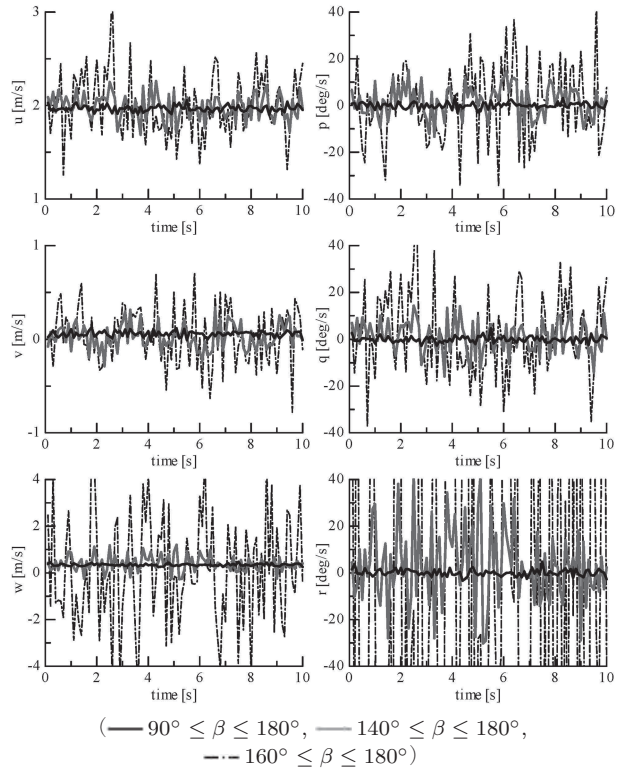 3
2
1
u [m/s]
0 2 4 6 8 10
time [s]
40
20
0
-20
-40
p [deg/s]
0 2 4 6 8 10
time [s]
1
0
-1
v [m/s]
0 2 4 6 8 10
time [s]
40
20
0
-20
-40
q [deg/s]
0 2 4 6 8 10
time [s]
4
2
0
-2
-4
w [m/s]
0 2 4 6 8 10
time [s]
40
20
0
-20
-40
r [deg/s]
0 2 4 6 8 10
time [s]
( 90° ≤ β ≤ 180°, 140° ≤ β ≤ 180°,
160° ≤ β ≤ 180°)